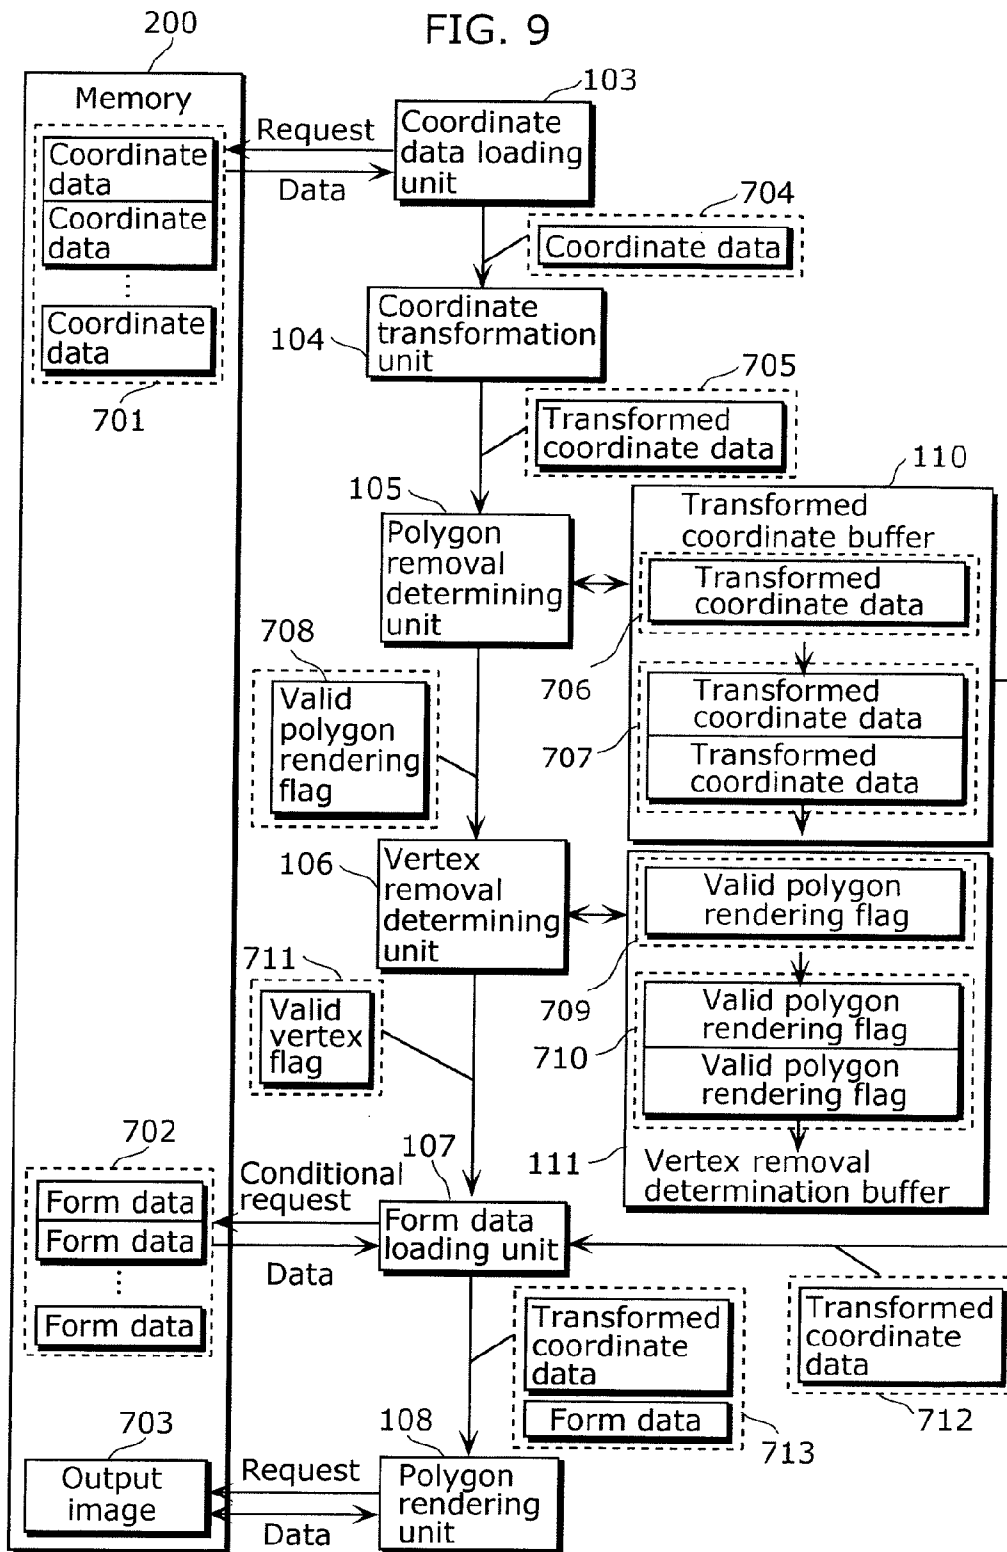 FIG. 9
200
Memory
Coordinate
data
Coordinate
data
Coordinate
data
701
Request
Data
103
Coordinate
data loading
unit
704
Coordinate data
104
Coordinate
transformation
unit
705
Transformed
coordinate data
105
Polygon
removal
determining
unit
110
Transformed
coordinate buffer
Transformed
coordinate data
706
Transformed
coordinate data
Transformed
coordinate data
707
708
Valid
polygon
rendering
flag
106
Vertex
removal
determining
unit
Valid polygon
rendering flag
709
Valid polygon
rendering flag
710
Valid polygon
rendering flag
111
Vertex removal
determination buffer
711
Valid
vertex
flag
702
Form data
Form data
Form data
Conditional
request
Data
107
Form data
loading unit
Transformed
coordinate
data
712
Transformed
coordinate
data
Form data
713
703
Output
image
Request
Data
108
Polygon
rendering
unit